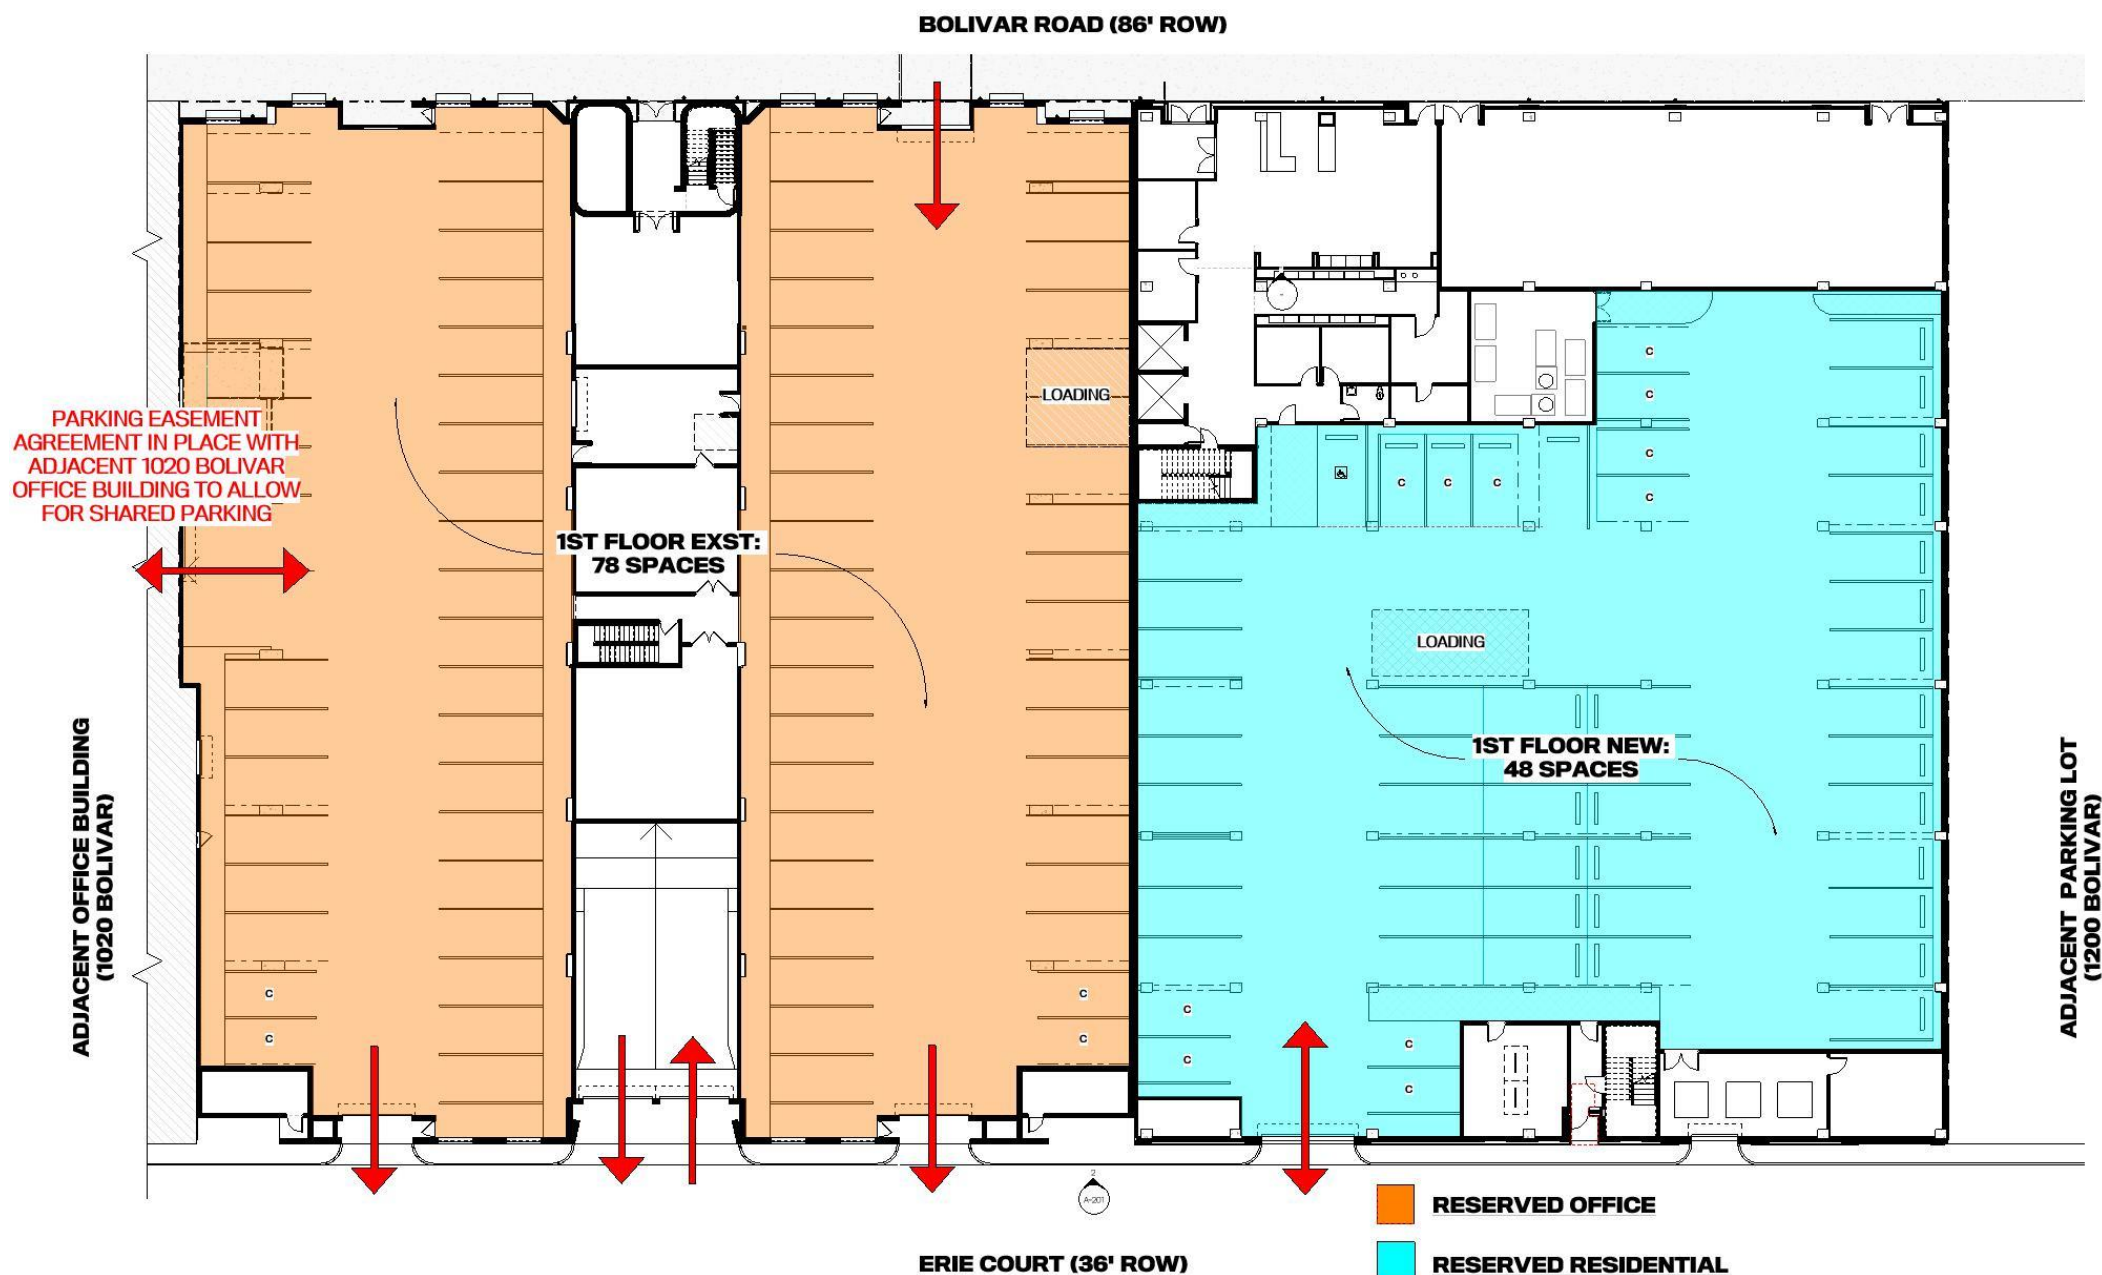 BOLIVAR ROAD (86' ROW)
LOADING
PARKING EASEMENT
AGREEMENT IN PLACE WITH
ADJACENT 1020 BOLIVAR
OFFICE BUILDING TO ALLOW
FOR SHARED PARKING
1ST FLOOR EXST:
78 SPACES
C
C
C
C
C
C
C
LOADING
1ST FLOOR NEW:
48 SPACES
ADJACENT OFFICE BUILDING
(1020 BOLIVAR)
ADJACENT PARKING LOT
(1200 BOLIVAR)
C
C
C
C
C
C
C
C
2
A-201
RESERVED OFFICE
ERIE COURT (36' ROW)
RESERVED RESIDENTIAL